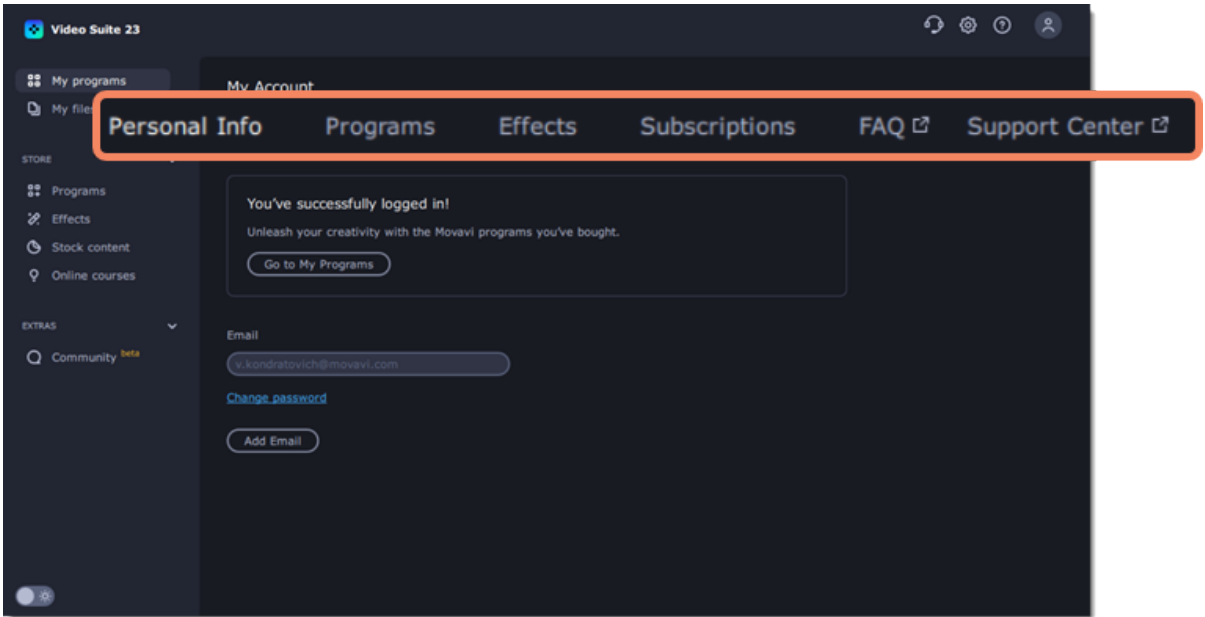 Video Suite 23
My programs
My Account
My files
Personal Info Programs Effects Subscriptions FAQ Support Center
STORE
Programs
Effects
Stock content
Online courses
You've successfully logged in!
Unleash your creativity with the Movavi programs you've bought.
Go to My Programs
EXTRAS
Community beta
Email
v.kondratovich@movavi.com
Change password
Add Email